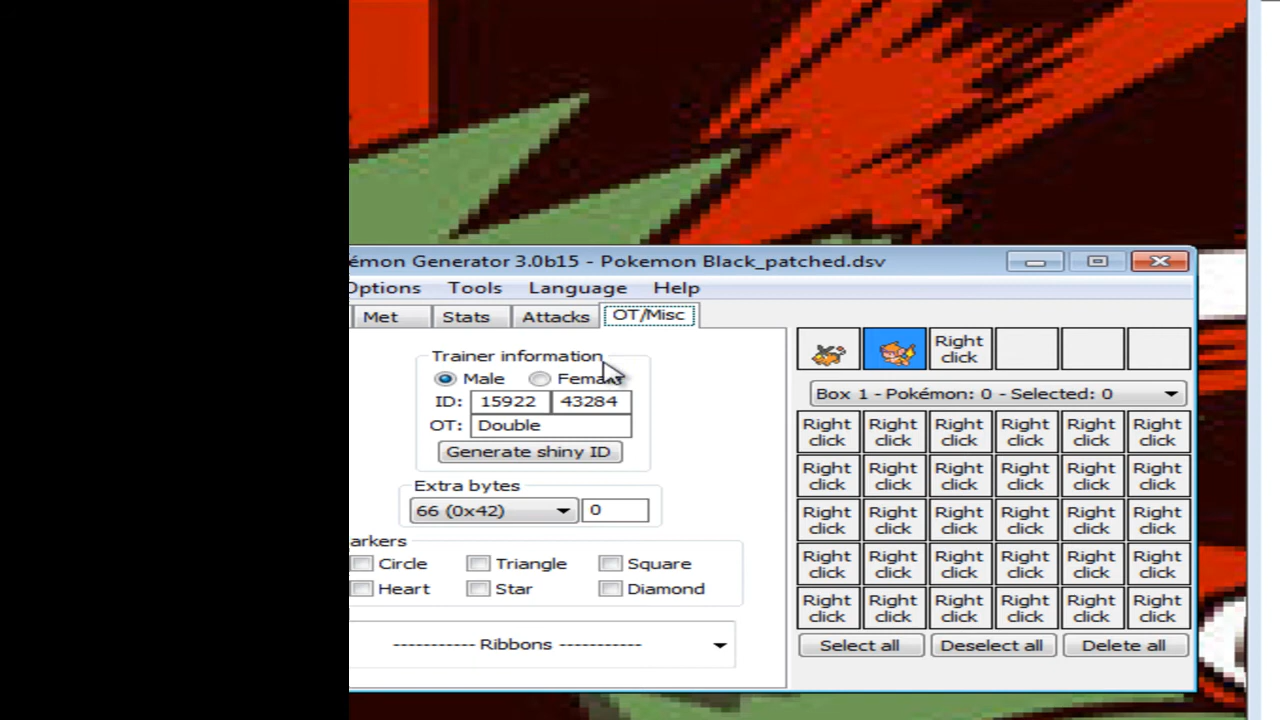 émon Generator 3.0b15 - Pokemon Black_patched.dsv
Options Tools Language Help
Met Stats Attacks OT/Misc
Trainer information
Male Female
ID: 15922 43284
OT: Double
Generate shiny ID
Extra bytes
66 (0x42) 0
arkers
Circle Triangle Square
Heart Star Diamond
----------- Ribbons -----------
Right click
Box 1 - Pokémon: 0 - Selected: 0
Right click Right click Right click Right click Right click Right click
Right click Right click Right click Right click Right click Right click
Right click Right click Right click Right click Right click Right click
Right click Right click Right click Right click Right click Right click
Right click Right click Right click Right click Right click Right click
Select all Deselect all Delete all